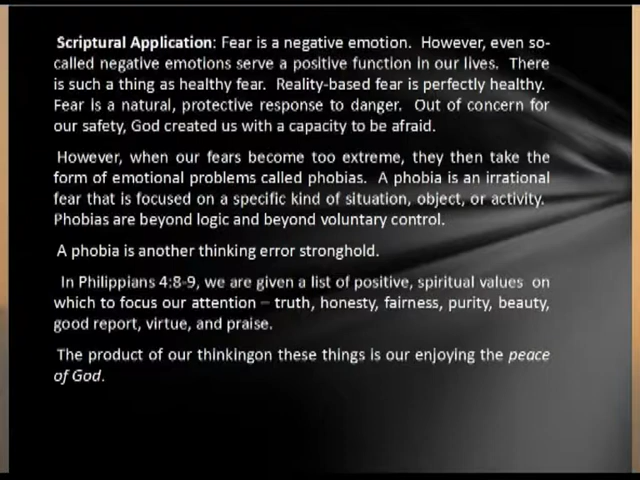 Scriptural Application: Fear is a negative emotion. However, even so-
called negative emotions serve a positive function in our lives. There
is such a thing as healthy fear. Reality-based fear is perfectly healthy.
Fear is a natural, protective response to danger. Out of concern for
our safety, God created us with a capacity to be afraid.
However, when our fears become too extreme, they then take the
form of emotional problems called phobias. A phobia is an irrational
fear that is focused on a specific kind of situation, object, or activity.
Phobias are beyond logic and beyond voluntary control.
A phobia is another thinking error stronghold.
In Philippians 4:8-9, we are given a list of positive, spiritual values on
which to focus our attention – truth, honesty, fairness, purity, beauty,
good report, virtue, and praise.
The product of our thinkingon these things is our enjoying the peace
of God.